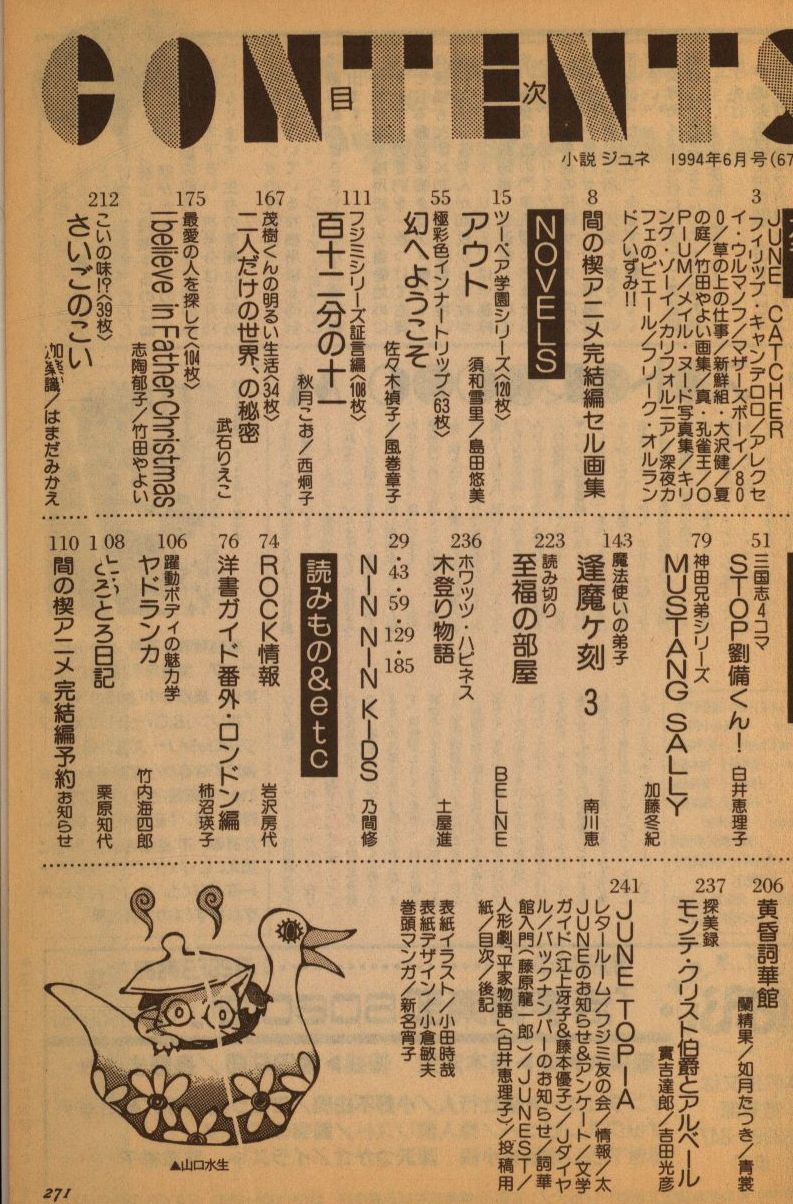 CONTENTS
目次
小説 ジュネ 1994年6月号(67
3
JUNE CATCHER
フィリップ・キャンデロロ/アレクセ
イ・ウルマノフ/マザーズボーイ/80
0/草の上の仕事/新鮮組・大沢健/夏
の庭/竹田やよい画集/真・孔雀王/O
PIUM/メイル・ヌード写真集/キリ
ング・ゾーイ/カリフォルニア/深夜カ
フェのピエール/フリーク・オルラン
ド/いずみ!!
8
間の楔アニメ完結編セル画集
NOVELS
15
ツーペア学園シリーズ〈120枚〉
アウト
須和雪里/島田悠美
55
極彩色インナートリップ〈63枚〉
幻へようこそ
佐々木禎子/風巻章子
111
フジミシリーズ証言編〈108枚〉
百十二分の十一
秋月こお/西炯子
167
茂樹くんの明るい生活〈34枚〉
二人だけの世界、の秘密
武石りえこ
175
最愛の人を探して〈104枚〉
I believe in Father Christmas
志陶郁子/竹田やよい
212
こいの味!?〈39枚〉
さいごのこい
/はまだみかえ
51
三国志4コマ
STOP劉備くん!
白井恵理子
79
神田兄弟シリーズ
MUSTANG SALLY
加藤冬紀
143
魔法使いの弟子
逢魔ヶ刻 3
南川恵
223
読み切り
至福の部屋
BELNE
236
ホワッツ・ハピネス
木登り物語
土屋進
29・43・59・129・185
NIN NIN KIDS
乃間修
読みもの&etc
74
ROCK情報
岩沢房代
76
洋書ガイド番外・ロンドン編
柿沼瑛子
106
躍動ボディの魅力学
ヤドランカ
竹内海四郎
108
とろとろ日記
栗原知代
110
間の楔アニメ完結編予約お知らせ
206
黄昏詞華館
蘭精果/如月たつき/青裳
237
探美録
モンテ・クリスト伯爵とアルベール
實吉達郎/吉田光彦
241
JUNE TOPIA
レタールーム/フジミ友の会/情報/太
JUNEのお知らせ&アンケート/文学
ガイド(江上冴子&藤本優子)/Jダイヤ
ル/バックナンバーのお知らせ/詞華
館入門(藤原龍一郎)/JUNEST/
人形劇「平家物語」(白井恵理子)/投稿用
紙/目次/後記
表紙イラスト/小田時哉
表紙デザイン/小倉敏夫
巻頭マンガ/新名宵子
▲山口水生
271